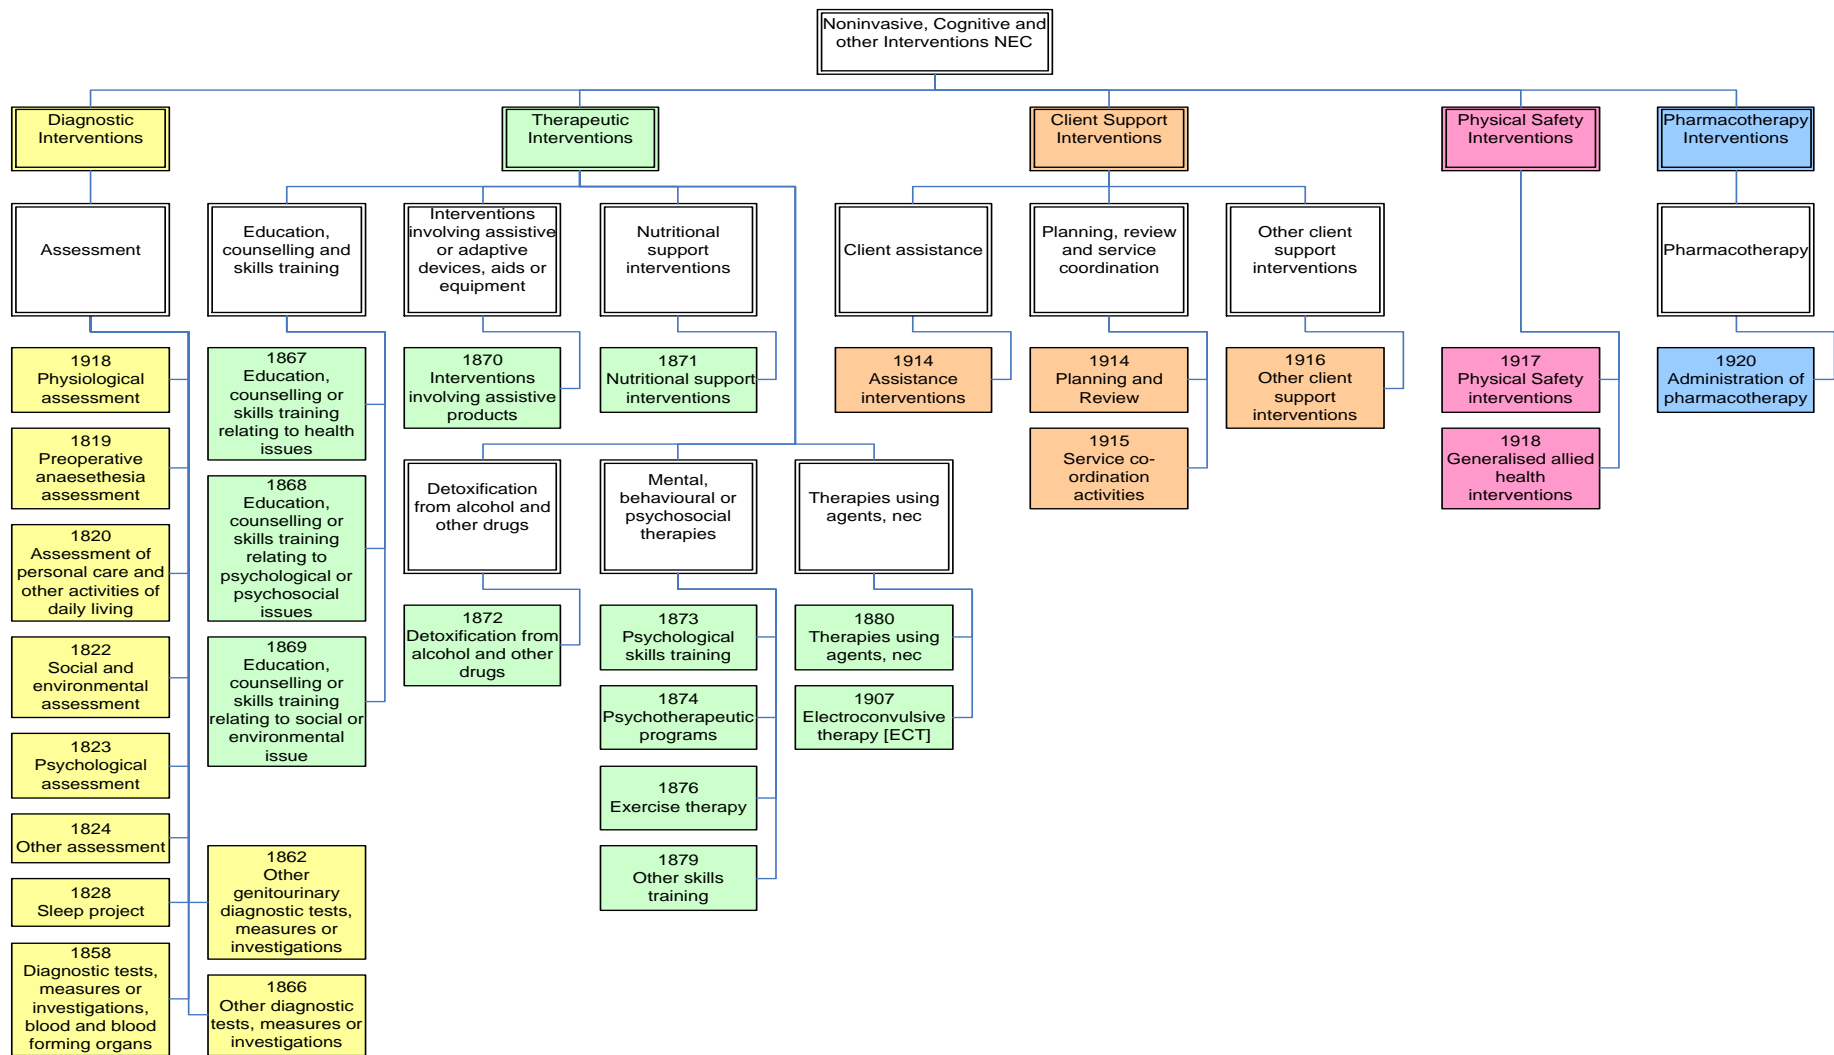 Noninvasive, Cognitive and
other Interventions NEC
Diagnostic
Interventions
Therapeutic
Interventions
Client Support
Interventions
Physical Safety
Interventions
Pharmacotherapy
Interventions
Assessment
Education,
counselling and
skills training
Interventions
involving assistive
or adaptive
devices, aids or
equipment
Nutritional
support
interventions
Client assistance
Planning, review
and service
coordination
Other client
support
interventions
Pharmacotherapy
1918
Physiological
assessment
1867
Education,
counselling or
skills training
relating to health
issues
1870
Interventions
involving assistive
products
1871
Nutritional support
interventions
1914
Assistance
interventions
1914
Planning and
Review
1916
Other client
support
interventions
1917
Physical Safety
interventions
1920
Administration of
pharmacotherapy
1819
Preoperative
anaesethesia
assessment
1915
Service co-
ordination
activities
1918
Generalised allied
health
interventions
Detoxification
from alcohol and
other drugs
Mental,
behavioural or
psychosocial
therapies
Therapies using
agents, nec
1868
Education,
counselling or
skills training
relating to
psychological or
psychosocial
issues
1820
Assessment of
personal care and
other activities of
daily living
1872
Detoxification from
alcohol and other
drugs
1873
Psychological
skills training
1880
Therapies using
agents, nec
1822
Social and
environmental
assessment
1869
Education,
counselling or
skills training
relating to social or
environmental
issue
1874
Psychotherapeutic
programs
1907
Electroconvulsive
therapy [ECT]
1823
Psychological
assessment
1876
Exercise therapy
1824
Other assessment
1862
Other
genitourinary
diagnostic tests,
measures or
investigations
1879
Other skills
training
1828
Sleep project
1858
Diagnostic tests,
measures or
investigations,
blood and blood
forming organs
1866
Other diagnostic
tests, measures or
investigations